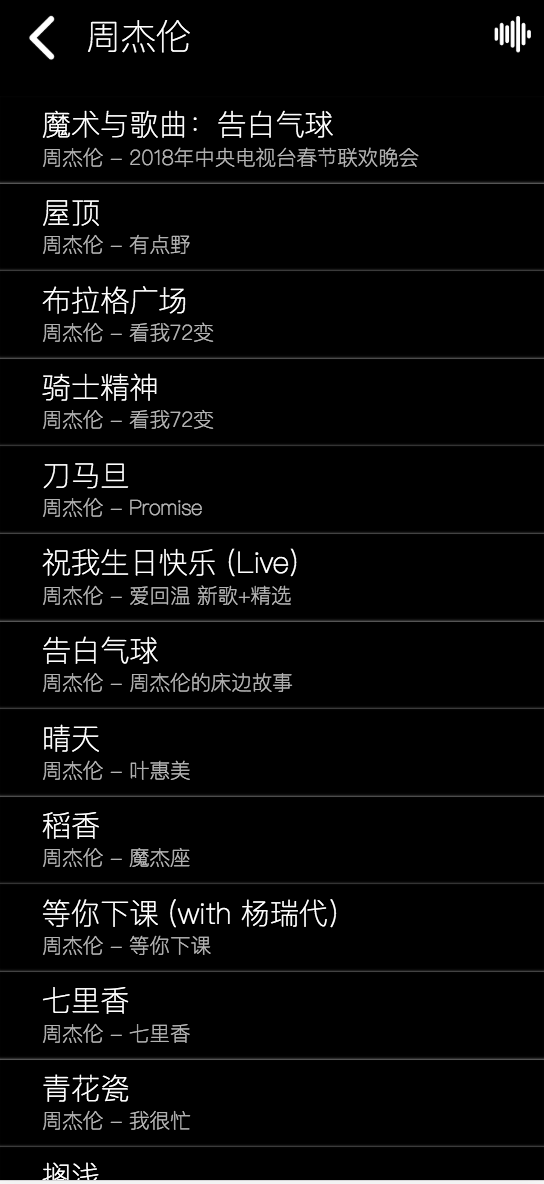 周杰伦
魔术与歌曲：告白气球
周杰伦 - 2018年中央电视台春节联欢晚会
屋顶
周杰伦 - 有点野
布拉格广场
周杰伦 - 看我72变
骑士精神
周杰伦 - 看我72变
刀马旦
周杰伦 - Promise
祝我生日快乐 (Live)
周杰伦 - 爱回温 新歌+精选
告白气球
周杰伦 - 周杰伦的床边故事
晴天
周杰伦 - 叶惠美
稻香
周杰伦 - 魔杰座
等你下课 (with 杨瑞代)
周杰伦 - 等你下课
七里香
周杰伦 - 七里香
青花瓷
周杰伦 - 我很忙
搁浅